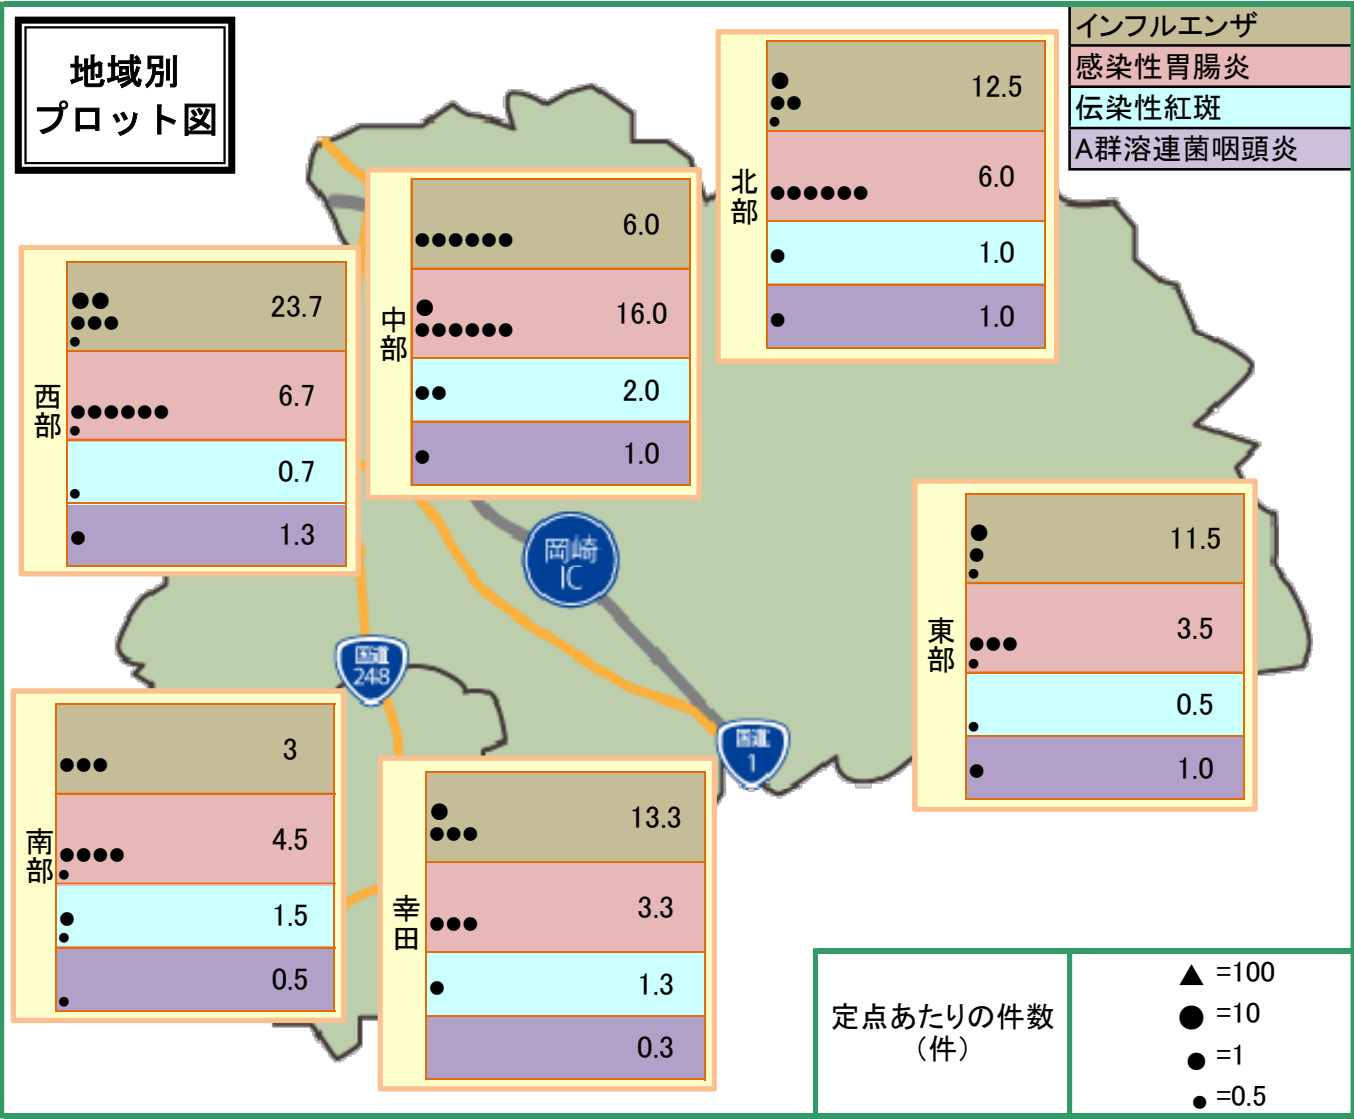 地域別
プロット図
インフルエンザ
感染性胃腸炎
伝染性紅斑
A群溶連菌咽頭炎
北部
12.5
6.0
1.0
1.0
中部
6.0
16.0
2.0
1.0
西部
23.7
6.7
0.7
1.3
岡崎
IC
東部
11.5
3.5
0.5
1.0
国道
248
国道
1
南部
3
4.5
1.5
0.5
幸田
13.3
3.3
1.3
0.3
定点あたりの件数
（件）
▲ =100
● =10
● =1
● =0.5